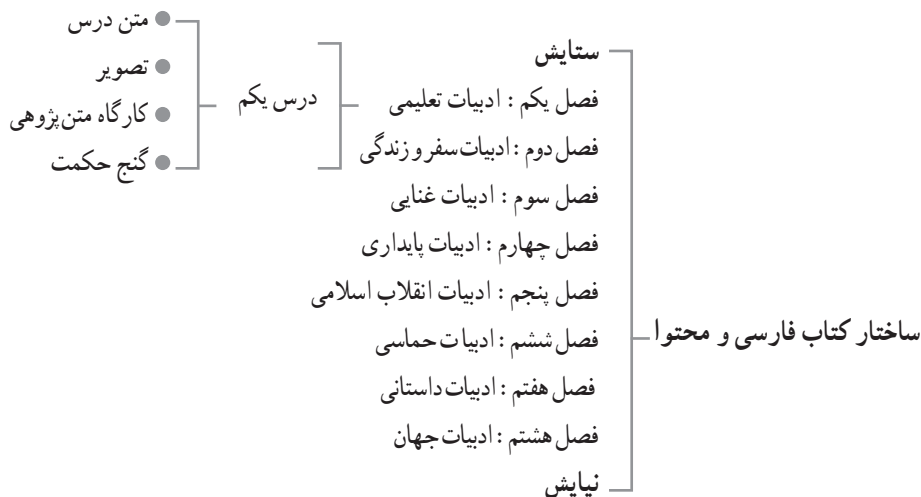 ساختار کتاب فارسی و محتوا
ستایش
فصل یکم : ادبیات تعلیمی
فصل دوم : ادبیات سفر و زندگی
فصل سوم : ادبیات غنایی
فصل چهارم : ادبیات پایداری
فصل پنجم : ادبیات انقلاب اسلامی
فصل ششم : ادبیات حماسی
فصل هفتم : ادبیات داستانی
فصل هشتم : ادبیات جهان
نیایش
درس یکم
● متن درس
● تصویر
● کارگاه متن‌پژوهی
● گنج حکمت